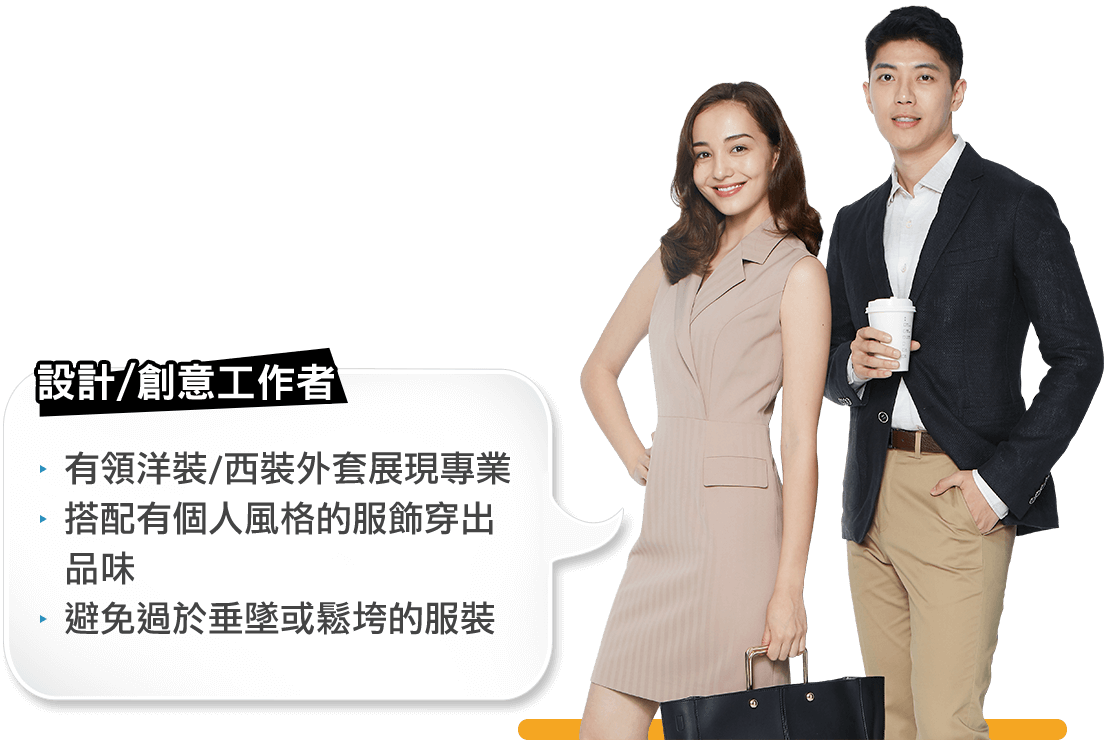 設計/創意工作者
有領洋裝/西裝外套展現專業
搭配有個人風格的服飾穿出
品味
避免過於垂墜或鬆垮的服裝